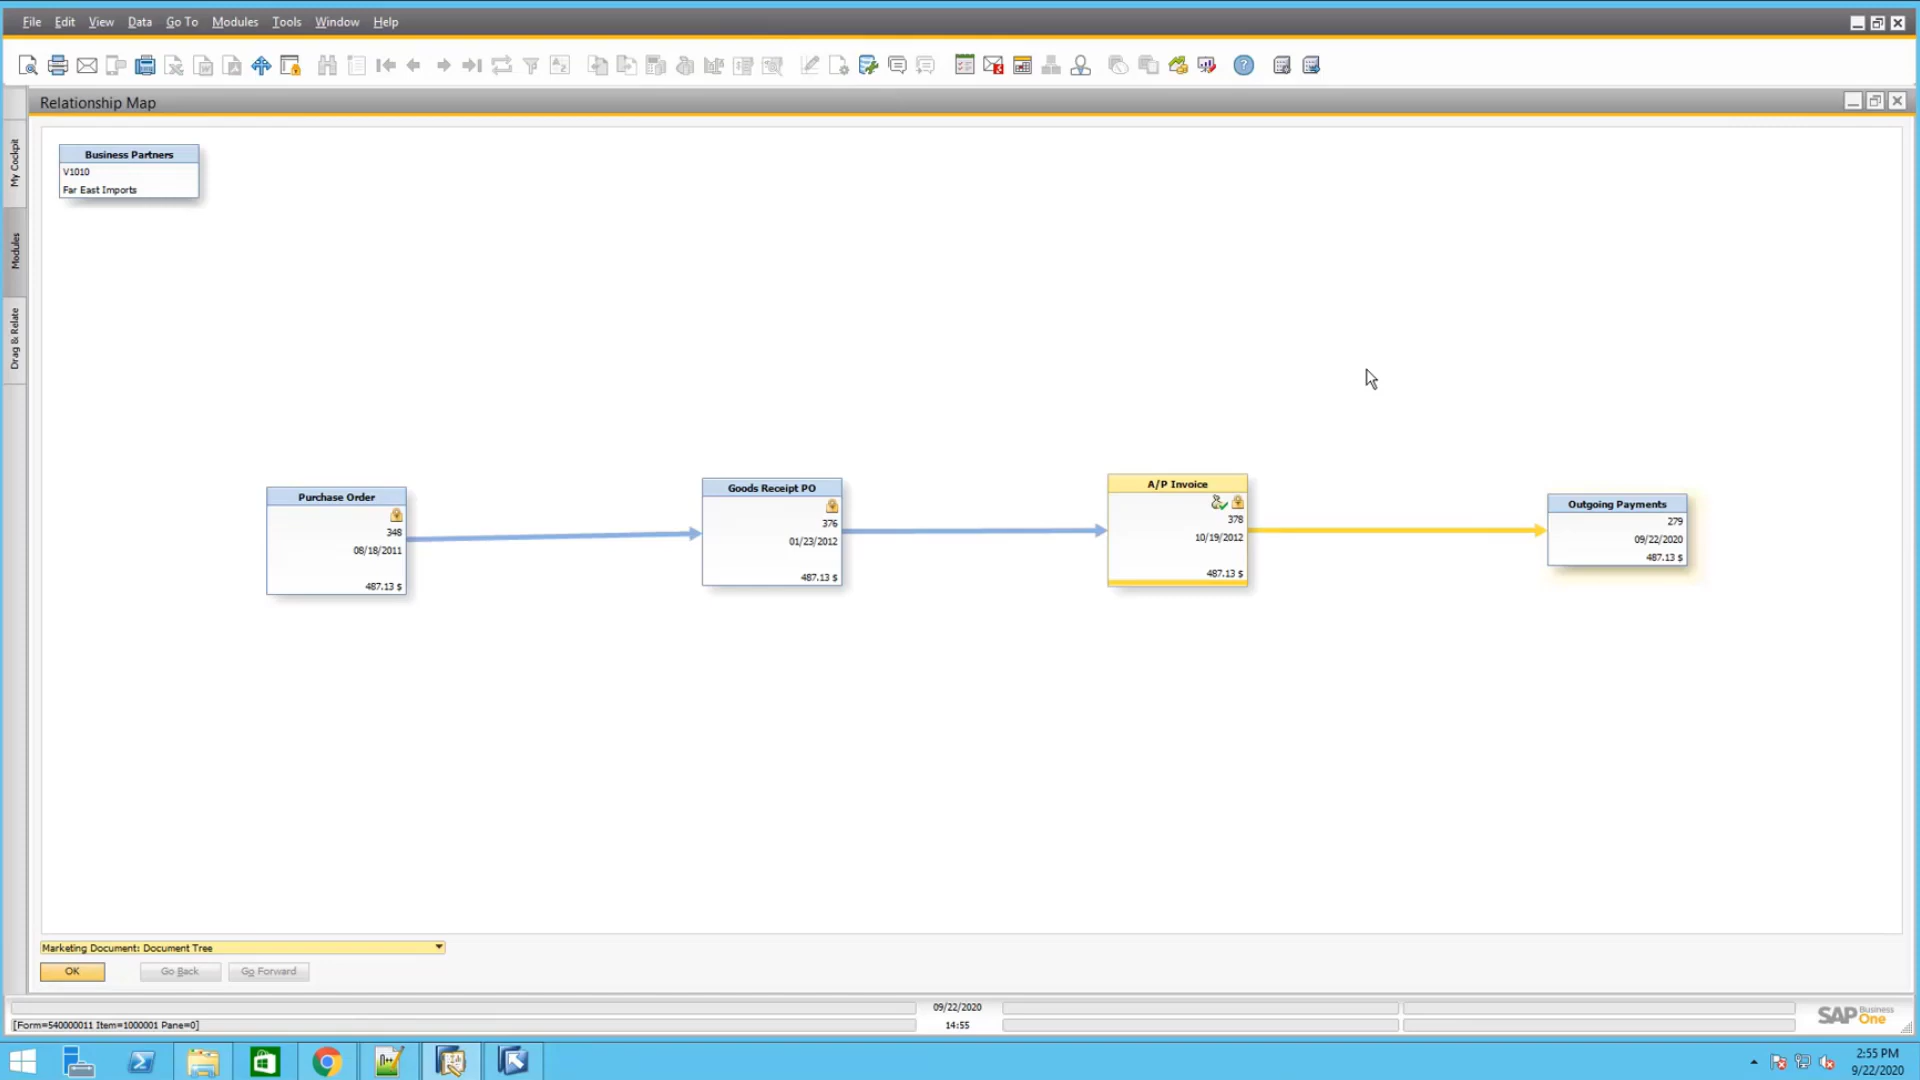 File Edit View Data Go To Modules Tools Window Help
Relationship Map
My Cockpit
Modules
Drag & Relate
Business Partners
V1010
Far East Imports
Purchase Order
348
08/18/2011
487.13 $
Goods Receipt PO
376
01/23/2012
487.13 $
A/P Invoice
378
10/19/2012
487.13 $
Outgoing Payments
279
09/22/2020
487.13 $
Marketing Document: Document Tree
OK Go Back Go Forward
09/22/2020
[Form=540000011 Item=1000001 Pane=0] 14:55
SAP Business One
2:55 PM
9/22/2020